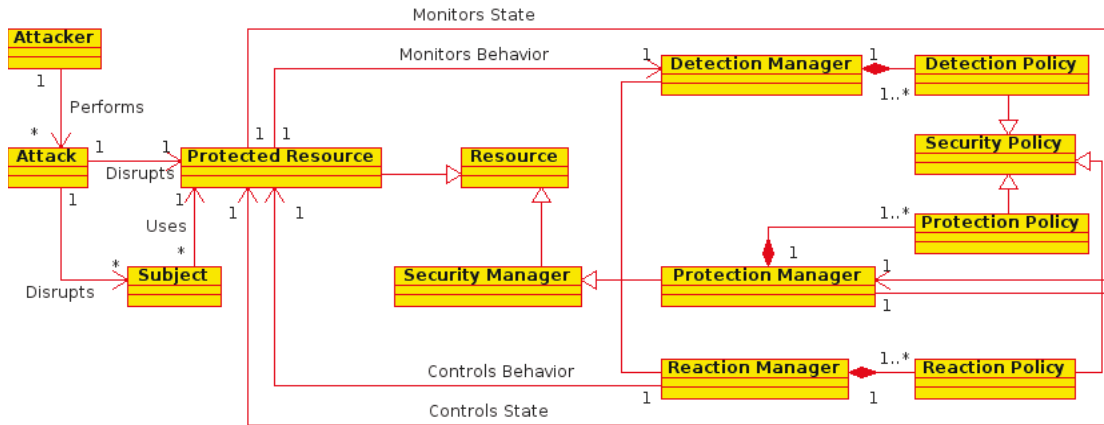 Monitors State
Attacker
Monitors Behavior
1
Detection Manager
1
Detection Policy
1
1..*
Performs
*
1
1
Security Policy
Attack
1
1
Protected Resource
Resource
Disrupts
1
1
1
1
1..*
Protection Policy
Uses
*
1
*
Subject
Security Manager
Protection Manager
1
Disrupts
1
Controls Behavior
Reaction Manager
1..*
Reaction Policy
1
1
Controls State